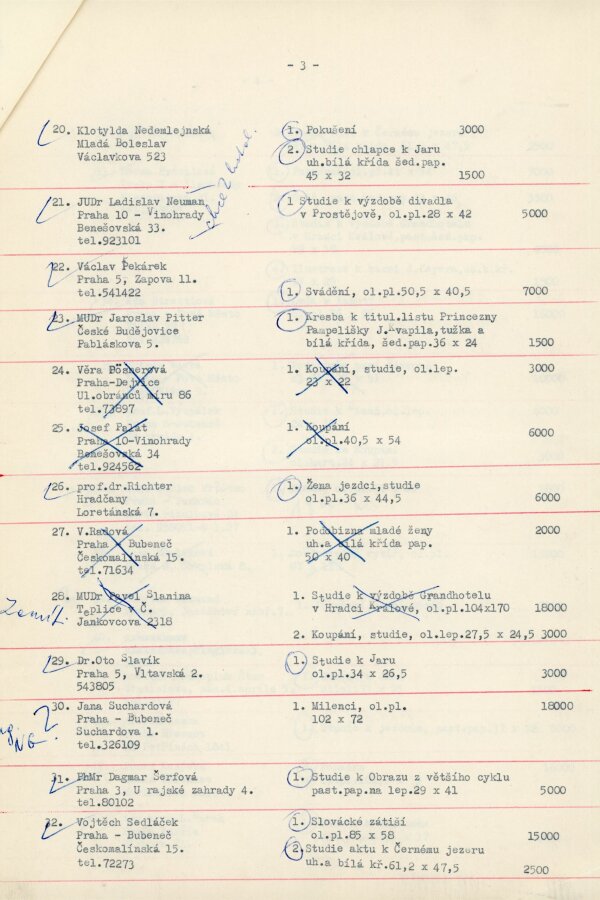 - 3 -
20. Klotylda Nedemlejnská
Mladá Boleslav
Václavkova 523
1. Pokušení 3000
2. Studie chlapce k Jaru
uh.bílá křída šed.pap.
45 x 32 1500
chce 2
21. JUDr Ladislav Neuman,
Praha 10 - Vinohrady
Benešovská 33.
tel.923101
1 Studie k výzdobě divadla
v Prostějově, ol.pl.28 x 42 5000
22. Václav Pekárek
Praha 5, Zapova 11.
tel.541422
1. Svádění, ol.pl.50,5 x 40,5 7000
23. MUDr Jaroslav Pitter
České Budějovice
Pabláskova 5.
1. Kresba k titul.listu Princezny
Pampelišky J.Kvapila,tužka a
bílá křída, šed.pap.36 x 24 1500
24. Věra Pösnerová
Praha-Dejvice
Ul.obránců míru 86
tel.73897
1. Koupání, studie, ol.lep. 3000
23 x 22
25. Josef Palát
Praha 10-Vinohrady
Benešovská 34
tel.924562
1. Koupání
ol.pl.40,5 x 54 6000
26. prof.dr.Richter
Hradčany
Loretánská 7.
1. Žena jezdci,studie
ol.pl.36 x 44,5 6000
27. V.Radová
Praha - Bubeneč
Českomalínská 15.
tel.71634
1. Podobizna mladé ženy 2000
uh.a bílá křída pap.
50 x 40
28. MUDr Pavel Slanina
Teplice v Č.
Jankovcova 2318
1. Studie k výzdobě Grandhotelu
v Hradci Králové, ol.pl.104x170 18000
2. Koupání, studie, ol.lep.27,5 x 24,5 3000
29. Dr.Oto Slavík
Praha 5, Vltavská 2.
543805
1. Studie k Jaru
ol.pl.34 x 26,5 3000
30. Jana Suchardová
Praha - Bubeneč
Suchardova 1.
tel.326109
1. Milenci, ol.pl. 18000
102 x 72
?
NG
31. PhMr Dagmar Šerfová
Praha 3, U rajské zahrady 4.
tel.80102
1. Studie k Obrazu z většího cyklu
past.pap.na lep.29 x 41 5000
32. Vojtěch Sedláček
Praha - Bubeneč
Českomalínská 15.
tel.72273
1. Slovácké zátiší
ol.pl.85 x 58 15000
2. Studie aktu k Černému jezeru
uh.a bílá kř.61,2 x 47,5 2500